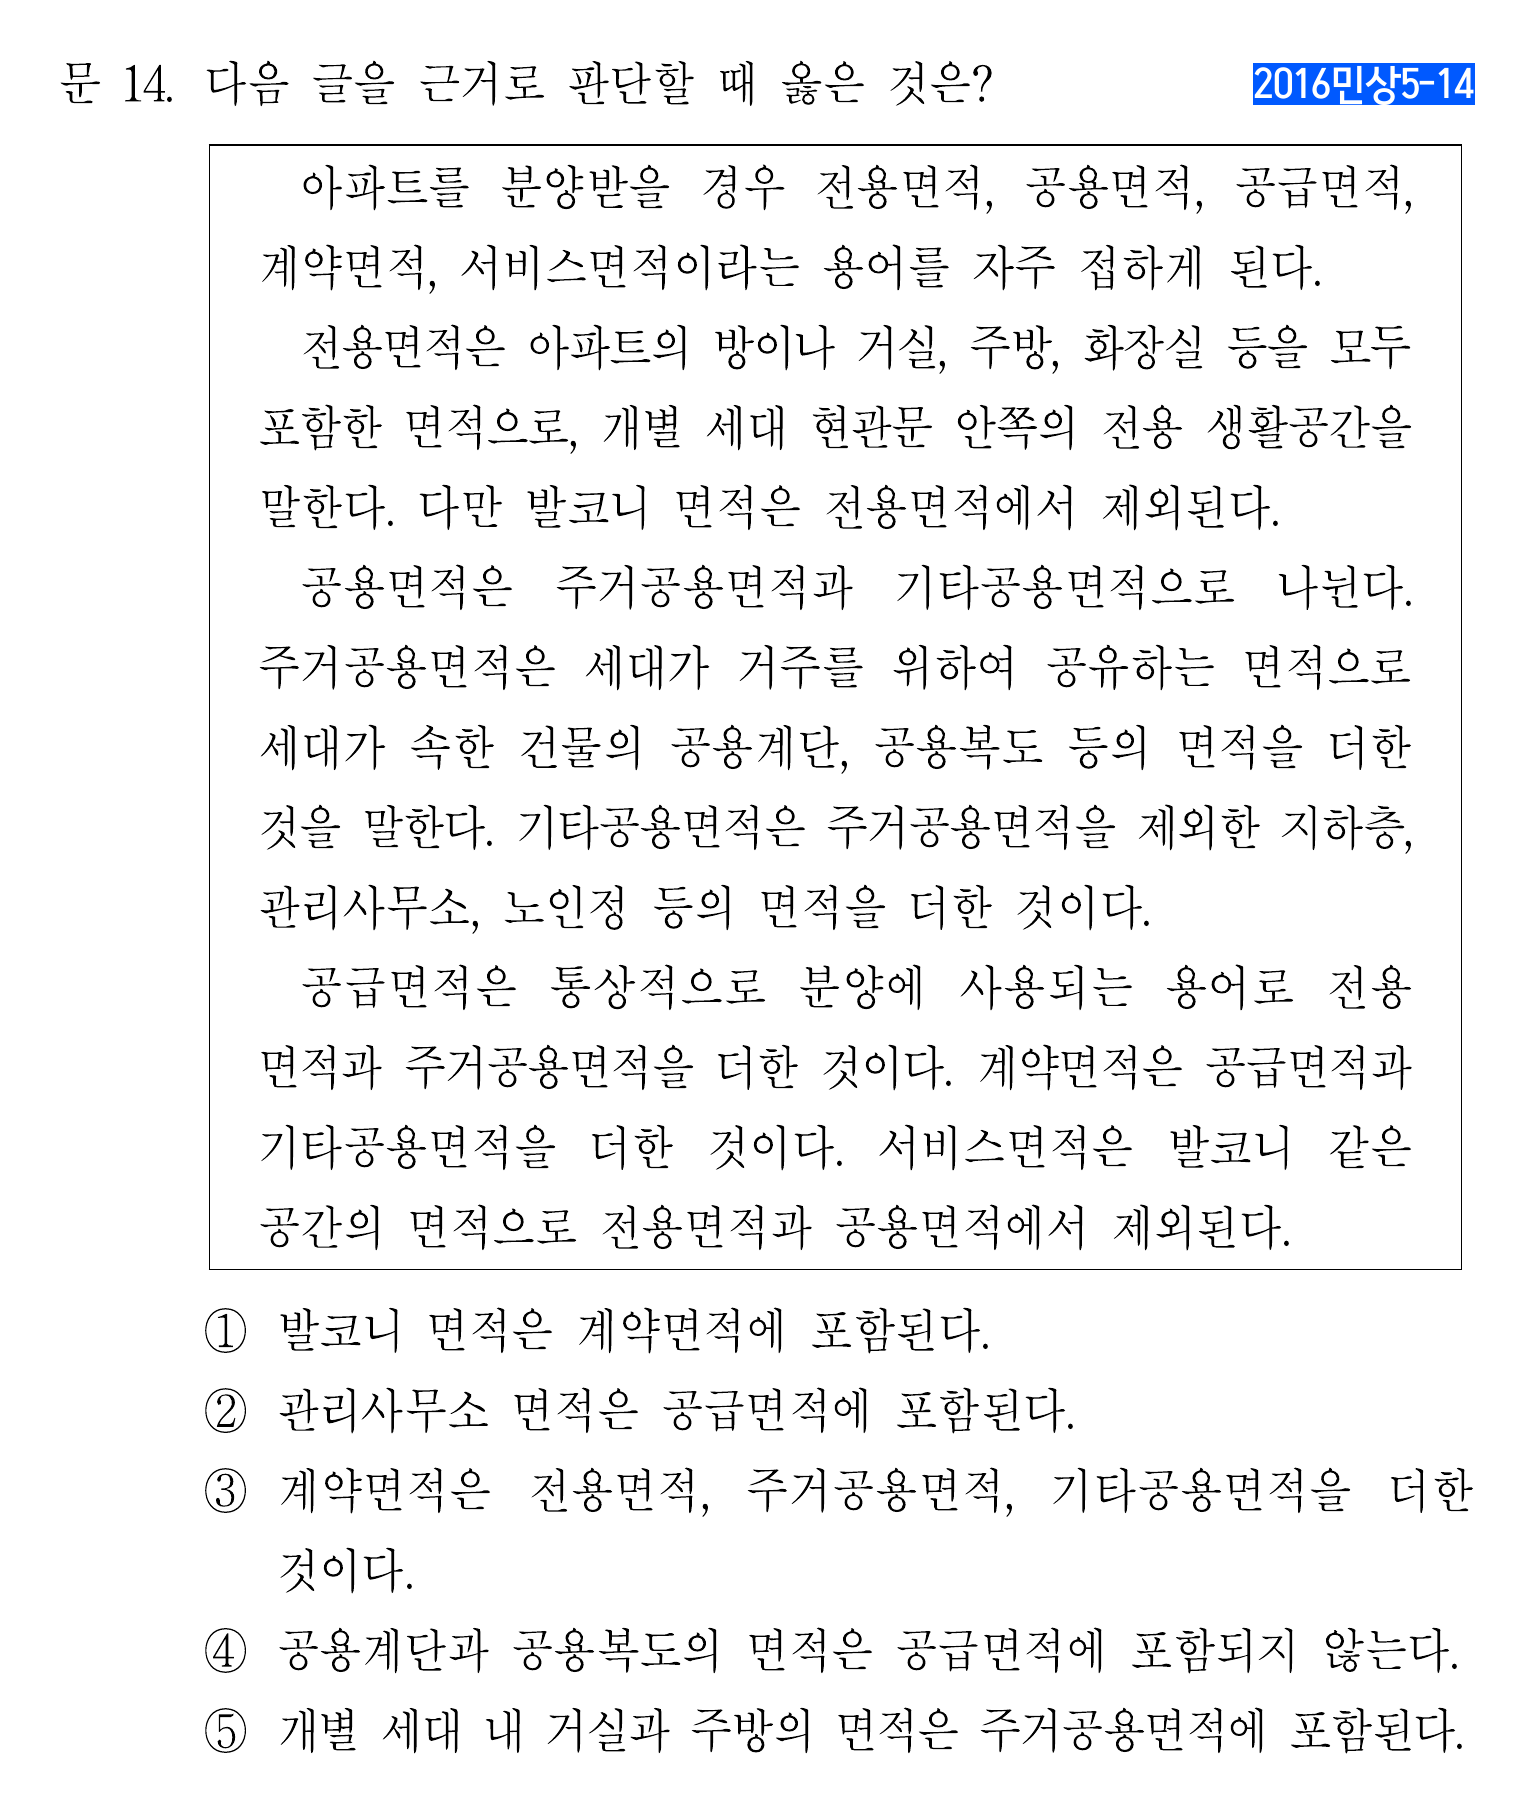 문 14. 다음 글을 근거로 판단할 때 옳은 것은?
2016민상5-14
아파트를 분양받을 경우 전용면적, 공용면적, 공급면적,
계약면적, 서비스면적이라는 용어를 자주 접하게 된다.
전용면적은 아파트의 방이나 거실, 주방, 화장실 등을 모두
포함한 면적으로, 개별 세대 현관문 안쪽의 전용 생활공간을
말한다. 다만 발코니 면적은 전용면적에서 제외된다.
공용면적은 주거공용면적과 기타공용면적으로 나뉜다.
주거공용면적은 세대가 거주를 위하여 공유하는 면적으로
세대가 속한 건물의 공용계단, 공용복도 등의 면적을 더한
것을 말한다. 기타공용면적은 주거공용면적을 제외한 지하층,
관리사무소, 노인정 등의 면적을 더한 것이다.
공급면적은 통상적으로 분양에 사용되는 용어로 전용
면적과 주거공용면적을 더한 것이다. 계약면적은 공급면적과
기타공용면적을 더한 것이다. 서비스면적은 발코니 같은
공간의 면적으로 전용면적과 공용면적에서 제외된다.
① 발코니 면적은 계약면적에 포함된다.
② 관리사무소 면적은 공급면적에 포함된다.
③ 계약면적은 전용면적, 주거공용면적, 기타공용면적을 더한
것이다.
④ 공용계단과 공용복도의 면적은 공급면적에 포함되지 않는다.
⑤ 개별 세대 내 거실과 주방의 면적은 주거공용면적에 포함된다.